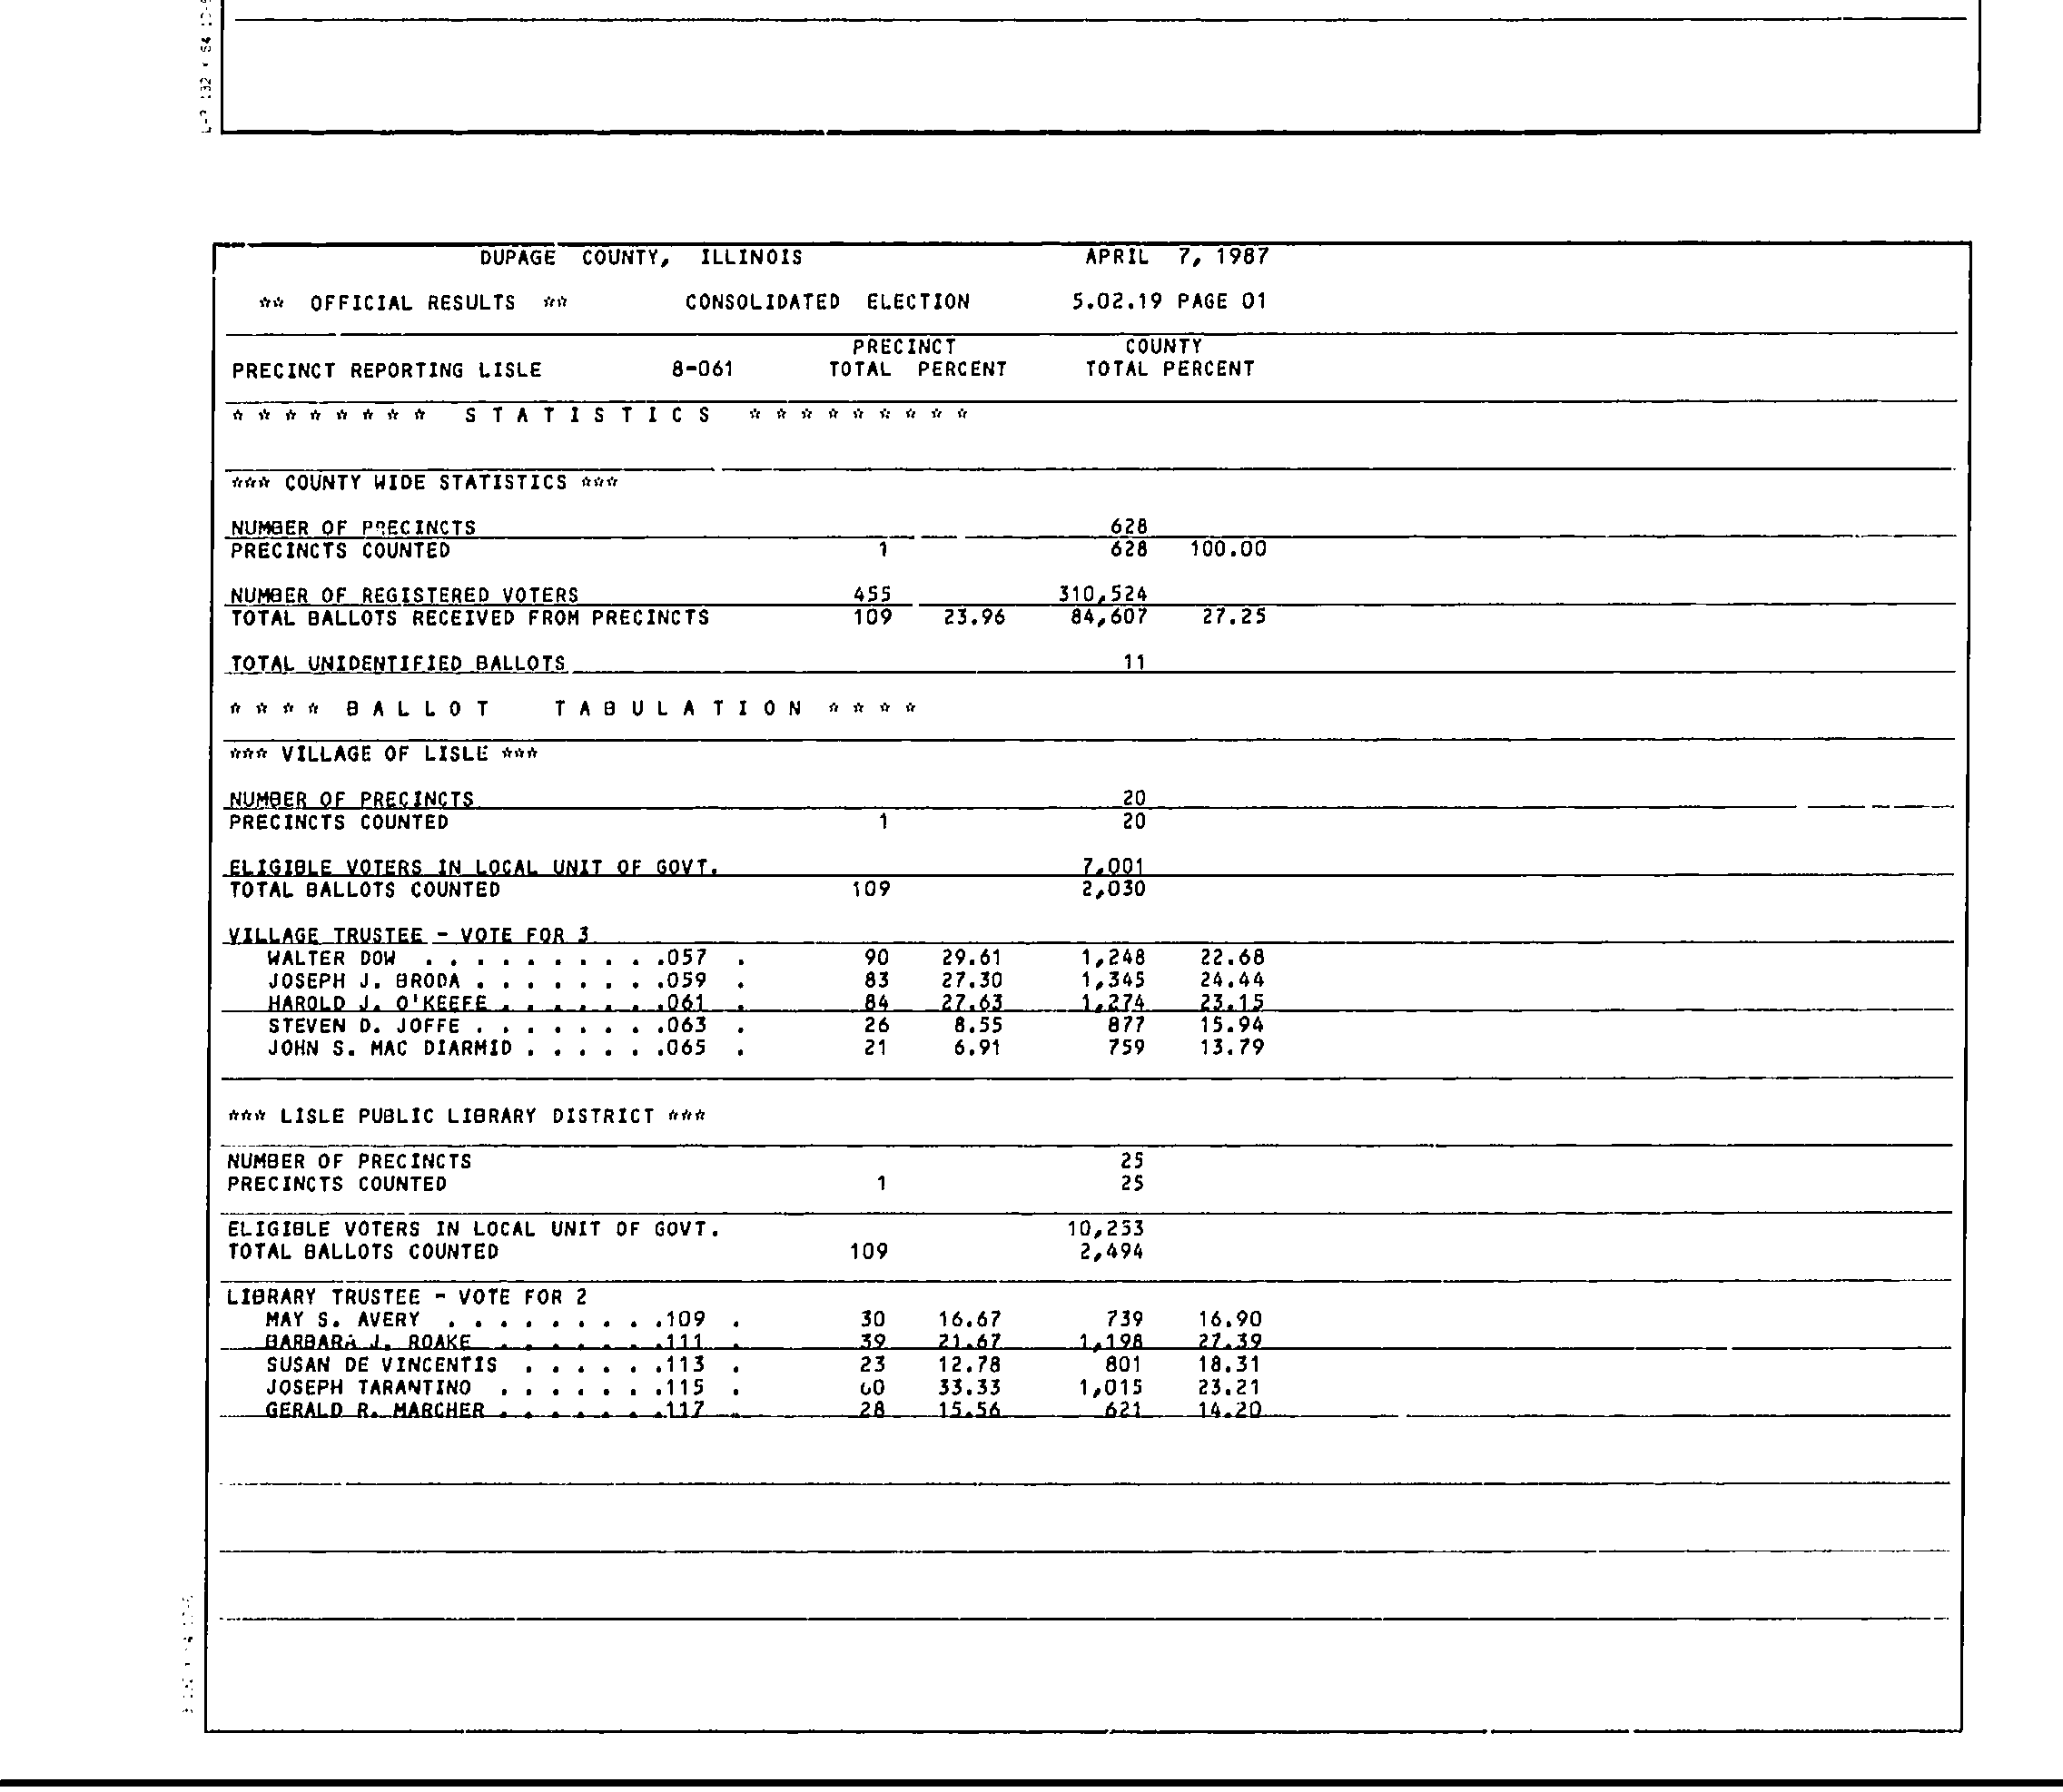 DUPAGE COUNTY, ILLINOIS APRIL 7, 1987
** OFFICIAL RESULTS ** CONSOLIDATED ELECTION 5.02.19 PAGE 01
PRECINCT COUNTY
PRECINCT REPORTING LISLE 8-061 TOTAL PERCENT TOTAL PERCENT
* * * * * * * * S T A T I S T I C S * * * * * * * * *
*** COUNTY WIDE STATISTICS ***
NUMBER OF PRECINCTS 628
PRECINCTS COUNTED 1 628 100.00
NUMBER OF REGISTERED VOTERS 455 310,524
TOTAL BALLOTS RECEIVED FROM PRECINCTS 109 23.96 84,607 27.25
TOTAL UNIDENTIFIED BALLOTS 11
* * * * B A L L O T T A B U L A T I O N * * * *
*** VILLAGE OF LISLE ***
NUMBER OF PRECINCTS 20
PRECINCTS COUNTED 1 20
ELIGIBLE VOTERS IN LOCAL UNIT OF GOVT. 7,001
TOTAL BALLOTS COUNTED 109 2,030
VILLAGE TRUSTEE - VOTE FOR 3
WALTER DOW . . . . . . . . . .057 . 90 29.61 1,248 22.68
JOSEPH J. BRODA . . . . . . . .059 . 83 27.30 1,345 24.44
HAROLD J. O'KEEFE . . . . . . .061 . 84 27.63 1,274 23.15
STEVEN D. JOFFE . . . . . . . .063 . 26 8.55 877 15.94
JOHN S. MAC DIARMID . . . . . .065 . 21 6.91 759 13.79
*** LISLE PUBLIC LIBRARY DISTRICT ***
NUMBER OF PRECINCTS 25
PRECINCTS COUNTED 1 25
ELIGIBLE VOTERS IN LOCAL UNIT OF GOVT. 10,253
TOTAL BALLOTS COUNTED 109 2,494
LIBRARY TRUSTEE - VOTE FOR 2
MAY S. AVERY . . . . . . . . .109 . 30 16.67 739 16.90
BARBARA J. ROAKE . . . . . . .111 . 39 21.67 1,198 27.39
SUSAN DE VINCENTIS . . . . . .113 . 23 12.78 801 18.31
JOSEPH TARANTINO . . . . . . .115 . 60 33.33 1,015 23.21
GERALD R. MARCHER . . . . . . .117 . 28 15.56 621 14.20